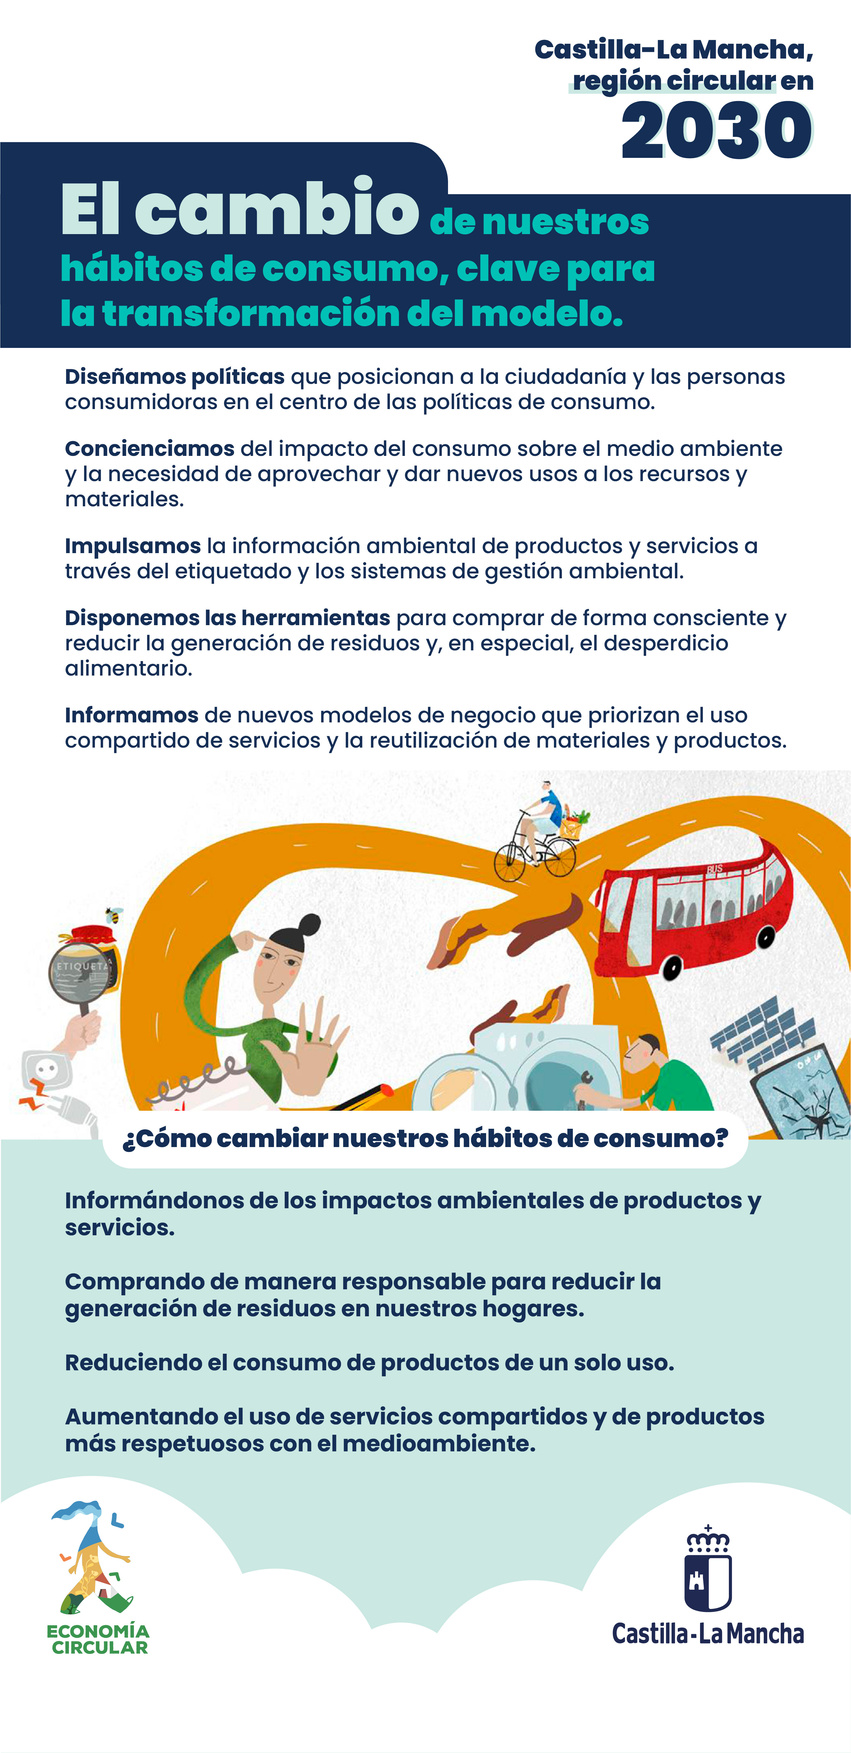 Castilla-La Mancha,
región circular en
2030
El cambio de nuestros
hábitos de consumo, clave para
la transformación del modelo.
Diseñamos políticas que posicionan a la ciudadanía y las personas
consumidoras en el centro de las políticas de consumo.
Concienciamos del impacto del consumo sobre el medio ambiente
y la necesidad de aprovechar y dar nuevos usos a los recursos y
materiales.
Impulsamos la información ambiental de productos y servicios a
través del etiquetado y los sistemas de gestión ambiental.
Disponemos las herramientas para comprar de forma consciente y
reducir la generación de residuos y, en especial, el desperdicio
alimentario.
Informamos de nuevos modelos de negocio que priorizan el uso
compartido de servicios y la reutilización de materiales y productos.
BUS
ETIQUETA
¿Cómo cambiar nuestros hábitos de consumo?
Informándonos de los impactos ambientales de productos y
servicios.
Comprando de manera responsable para reducir la
generación de residuos en nuestros hogares.
Reduciendo el consumo de productos de un solo uso.
Aumentando el uso de servicios compartidos y de productos
más respetuosos con el medioambiente.
ECONOMÍA
CIRCULAR
Castilla-La Mancha